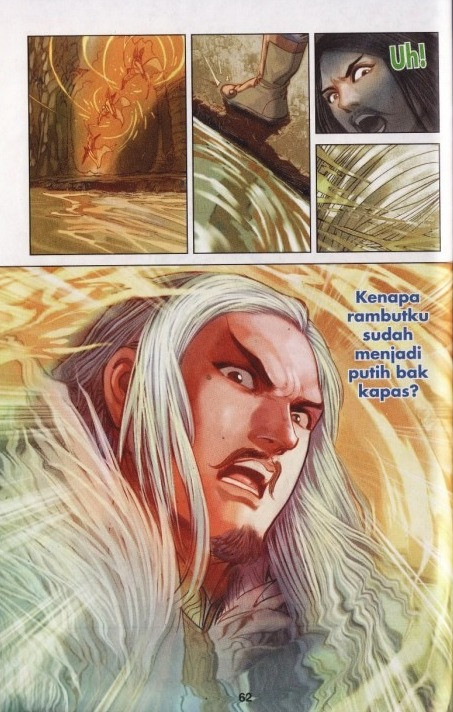 Uh!
Kenapa
rambutku
sudah
menjadi
putih bak
kapas?
62